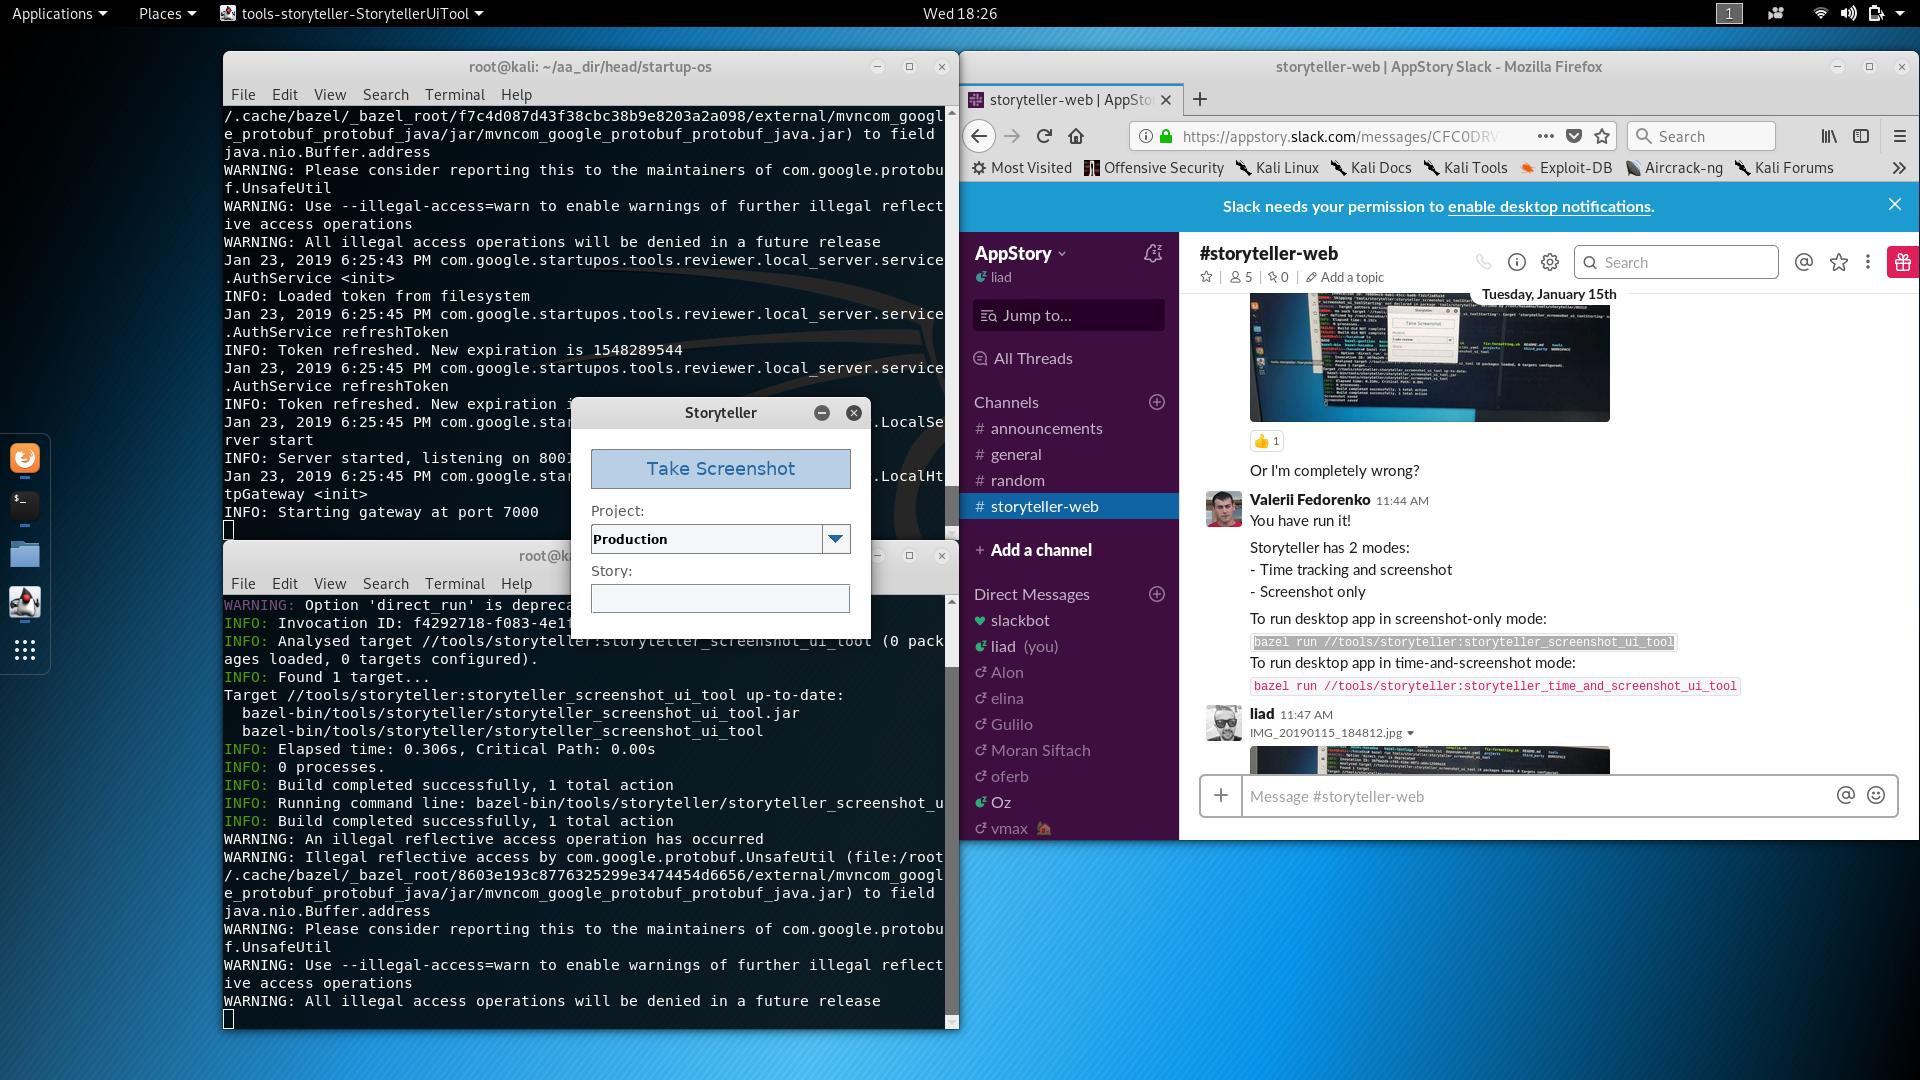 Applications
Places
tools-storyteller-StorytellerUiTool
Wed 18:26
1
root@kali: ~/aa_dir/head/startup-os
File Edit View Search Terminal Help
/.cache/bazel/_bazel_root/f7c4d087d43f38cbc38b9e8203a2a098/external/mvncom_googl
e_protobuf_protobuf_java/jar/mvncom_google_protobuf_protobuf_java.jar) to field
java.nio.Buffer.address
WARNING: Please consider reporting this to the maintainers of com.google.protobu
f.UnsafeUtil
WARNING: Use --illegal-access=warn to enable warnings of further illegal reflect
ive access operations
WARNING: All illegal access operations will be denied in a future release
Jan 23, 2019 6:25:43 PM com.google.startupos.tools.reviewer.local_server.service
.AuthService <init>
INFO: Loaded token from filesystem
Jan 23, 2019 6:25:45 PM com.google.startupos.tools.reviewer.local_server.service
.AuthService refreshToken
INFO: Token refreshed. New expiration is 1548289544
Jan 23, 2019 6:25:45 PM com.google.startupos.tools.reviewer.local_server.service
.AuthService refreshToken
INFO: Token refreshed. New expiration
Jan 23, 2019 6:25:45 PM com.google.star .LocalSe
rver start
INFO: Server started, listening on 8001
Jan 23, 2019 6:25:45 PM com.google.star .LocalHt
tpGateway <init>
INFO: Starting gateway at port 7000
Storyteller
Take Screenshot
Project:
Production
Story:
root@ka
File Edit View Search Terminal Help
WARNING: Option 'direct_run' is depreca
INFO: Invocation ID: f4292718-f083-4e1f
INFO: Analysed target //tools/storyteller:storyteller_screenshot_ui_tool (0 pack
ages loaded, 0 targets configured).
INFO: Found 1 target...
Target //tools/storyteller:storyteller_screenshot_ui_tool up-to-date:
bazel-bin/tools/storyteller/storyteller_screenshot_ui_tool.jar
bazel-bin/tools/storyteller/storyteller_screenshot_ui_tool
INFO: Elapsed time: 0.306s, Critical Path: 0.00s
INFO: 0 processes.
INFO: Build completed successfully, 1 total action
INFO: Running command line: bazel-bin/tools/storyteller/storyteller_screenshot_u
INFO: Build completed successfully, 1 total action
WARNING: An illegal reflective access operation has occurred
WARNING: Illegal reflective access by com.google.protobuf.UnsafeUtil (file:/root
/.cache/bazel/_bazel_root/8603e193c8776325299e3474454d6656/external/mvncom_googl
e_protobuf_protobuf_java/jar/mvncom_google_protobuf_protobuf_java.jar) to field
java.nio.Buffer.address
WARNING: Please consider reporting this to the maintainers of com.google.protobu
f.UnsafeUtil
WARNING: Use --illegal-access=warn to enable warnings of further illegal reflect
ive access operations
WARNING: All illegal access operations will be denied in a future release
storyteller-web | AppStory Slack - Mozilla Firefox
storyteller-web | AppSto
https://appstory.slack.com/messages/CFC0DRV
Search
Most Visited Offensive Security Kali Linux Kali Docs Kali Tools Exploit-DB Aircrack-ng Kali Forums
Slack needs your permission to enable desktop notifications.
AppStory
liad
Jump to...
All Threads
Channels
# announcements
# general
# random
# storyteller-web
+ Add a channel
Direct Messages
slackbot
liad (you)
Alon
elina
Gulilo
Moran Siftach
oferb
Oz
vmax
#storyteller-web
5 | 0 | Add a topic
Search
Tuesday, January 15th
Take Screenshot
1
Or I'm completely wrong?
Valerii Fedorenko 11:44 AM
You have run it!
Storyteller has 2 modes:
- Time tracking and screenshot
- Screenshot only
To run desktop app in screenshot-only mode:
bazel run //tools/storyteller:storyteller_screenshot_ui_tool
To run desktop app in time-and-screenshot mode:
bazel run //tools/storyteller:storyteller_time_and_screenshot_ui_tool
liad 11:47 AM
IMG_20190115_184812.jpg
Message #storyteller-web